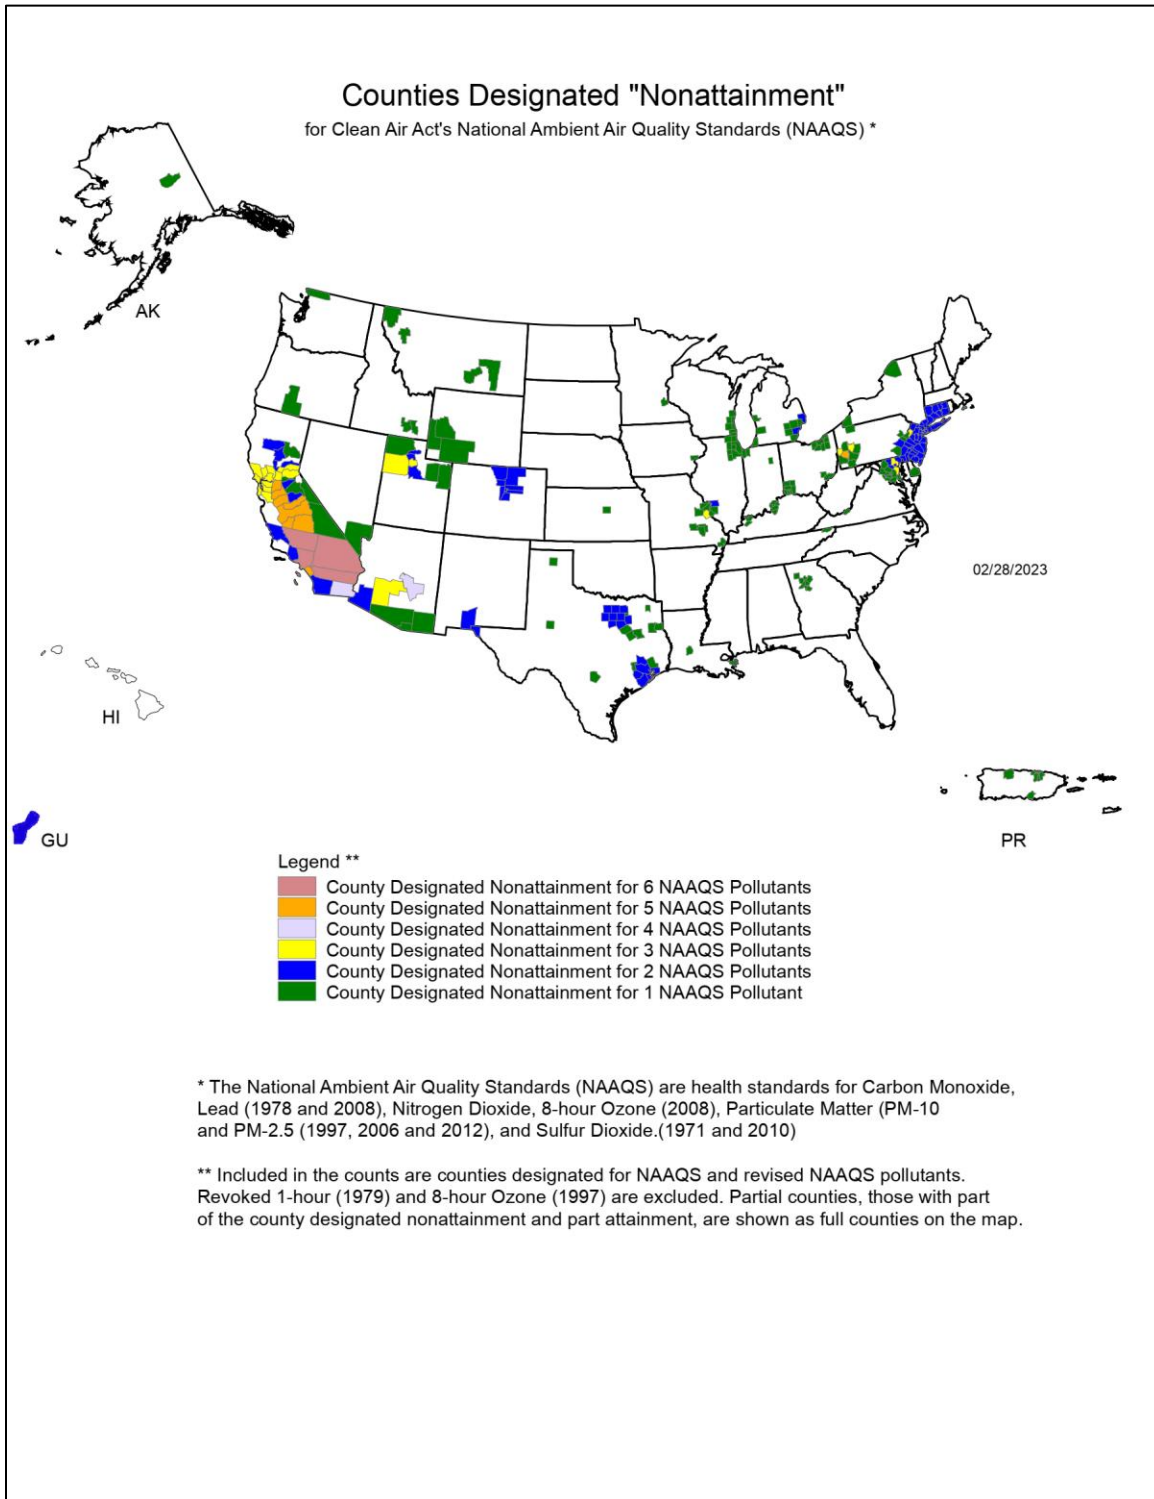 Counties Designated "Nonattainment"
for Clean Air Act's National Ambient Air Quality Standards (NAAQS) *
AK
02/28/2023
HI
GU
PR
Legend **
County Designated Nonattainment for 6 NAAQS Pollutants
County Designated Nonattainment for 5 NAAQS Pollutants
County Designated Nonattainment for 4 NAAQS Pollutants
County Designated Nonattainment for 3 NAAQS Pollutants
County Designated Nonattainment for 2 NAAQS Pollutants
County Designated Nonattainment for 1 NAAQS Pollutant
* The National Ambient Air Quality Standards (NAAQS) are health standards for Carbon Monoxide,
Lead (1978 and 2008), Nitrogen Dioxide, 8-hour Ozone (2008), Particulate Matter (PM-10
and PM-2.5 (1997, 2006 and 2012), and Sulfur Dioxide.(1971 and 2010)
** Included in the counts are counties designated for NAAQS and revised NAAQS pollutants.
Revoked 1-hour (1979) and 8-hour Ozone (1997) are excluded. Partial counties, those with part
of the county designated nonattainment and part attainment, are shown as full counties on the map.